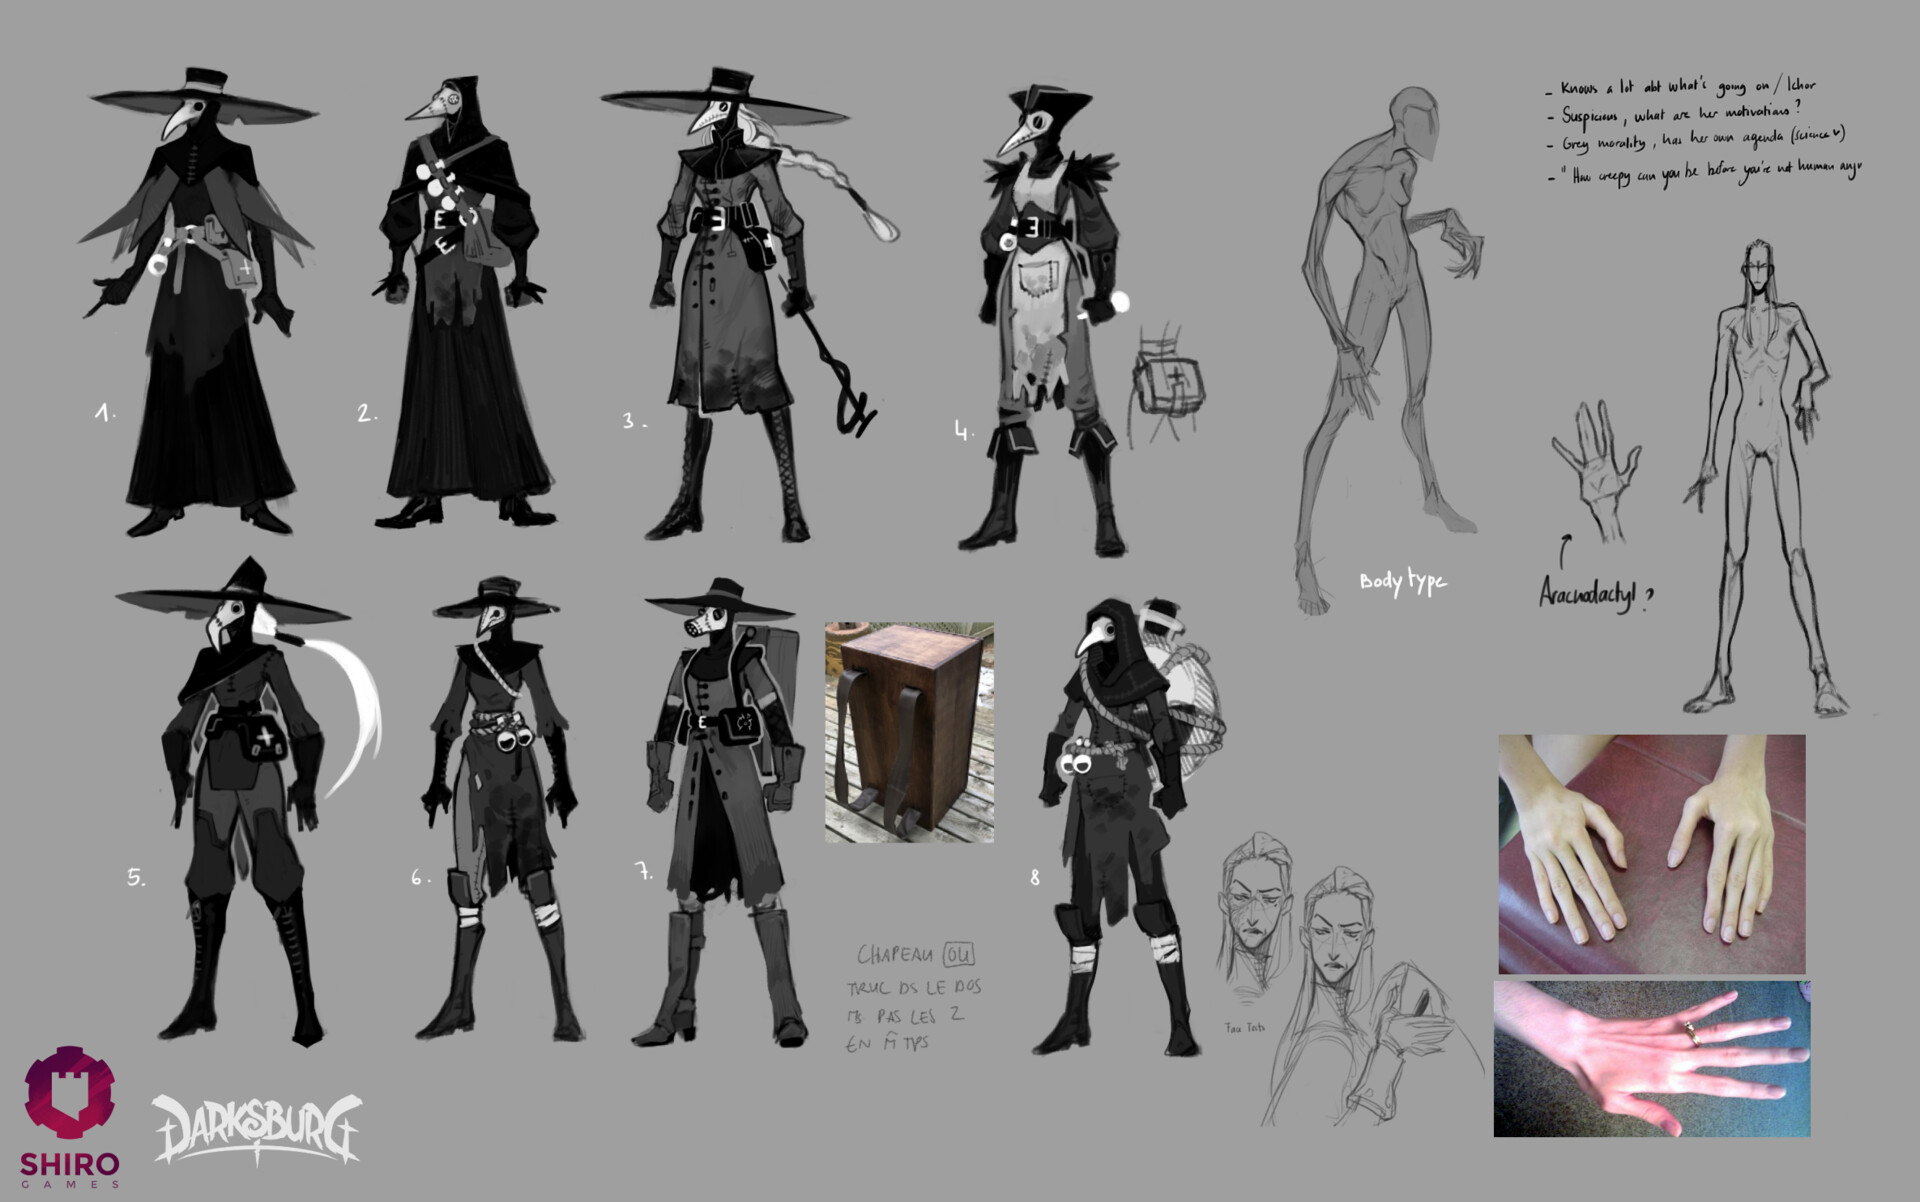 - Knows a lot abt what's going on / Ichor
- Suspicious, what are her motivations?
- Grey morality, has her own agenda (science ♥)
- "How creepy can you be before you're not human any
1.
2.
3.
4.
Body type
Aracnodactyl?
5.
6.
7.
8
CHAPEAU OU
TRUC DS LE DOS
PAS LES 2
EN M̂ TPS
Face Tests
DARKSBURG
SHIRO
GAMES